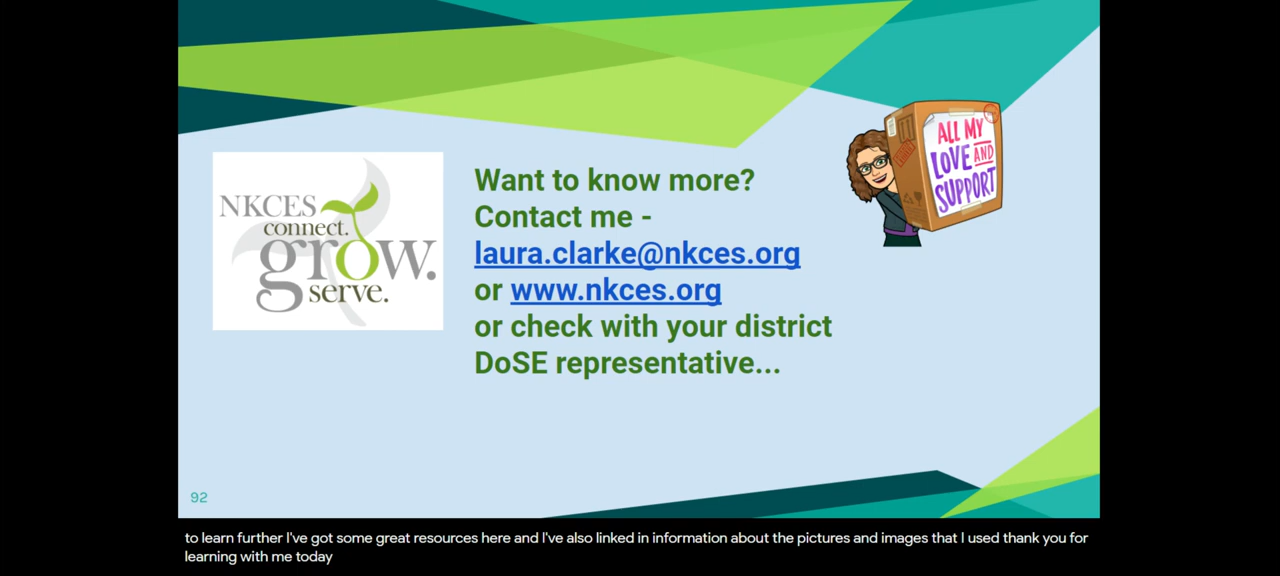 NKCES
connect.
grow.
serve.
Want to know more?
Contact me -
laura.clarke@nkces.org
or www.nkces.org
or check with your district
DoSE representative...
ALL MY
LOVE AND
SUPPORT
92
to learn further I've got some great resources here and I've also linked in information about the pictures and images that I used thank you for
learning with me today